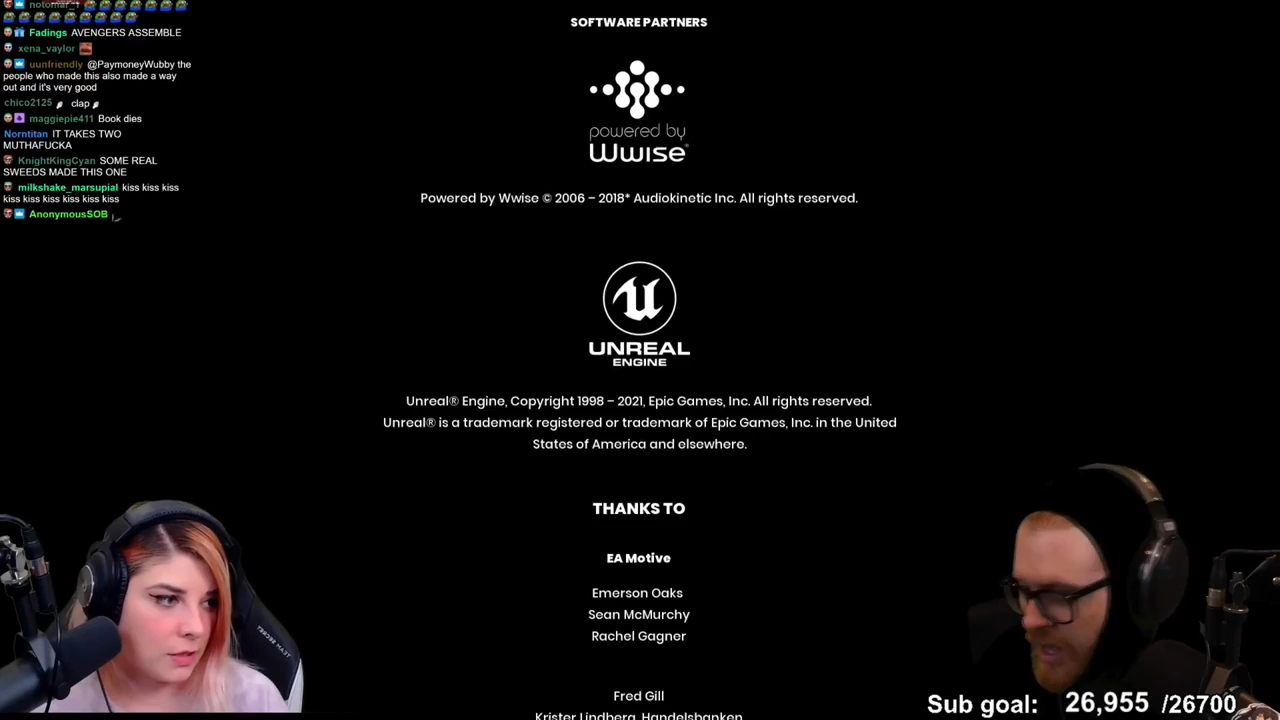 notomar_1
Fadings AVENGERS ASSEMBLE
xena_vaylor
uunfriendly @PaymoneyWubby the
people who made this also made a way
out and it's very good
chico2125 clap
maggiepie411 Book dies
Norntitan IT TAKES TWO
MUTHAFUCKA
KnightKingCyan SOME REAL
SWEEDS MADE THIS ONE
milkshake_marsupial kiss kiss kiss
kiss kiss kiss kiss kiss kiss
AnonymousSOB
SOFTWARE PARTNERS
powered by
Wwise
Powered by Wwise © 2006 – 2018* Audiokinetic Inc. All rights reserved.
UNREAL
ENGINE
Unreal® Engine, Copyright 1998 – 2021, Epic Games, Inc. All rights reserved.
Unreal® is a trademark registered or trademark of Epic Games, Inc. in the United
States of America and elsewhere.
THANKS TO
EA Motive
Emerson Oaks
Sean McMurchy
Rachel Gagner
Fred Gill
Krister Lindberg, Handelsbanken
Sub goal: 26,955 /26700